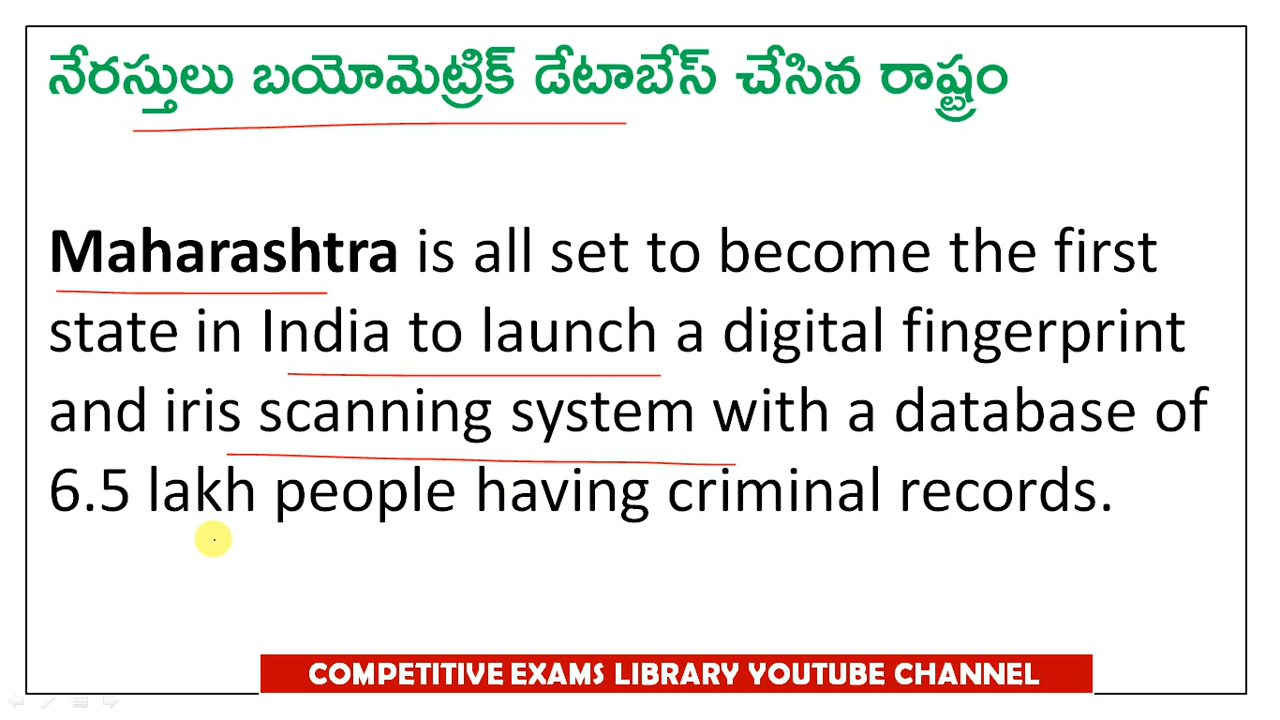 నేరస్తులు బయోమెట్రిక్ డేటాబేస్ చేసిన రాష్ట్రం
Maharashtra is all set to become the first
state in India to launch a digital fingerprint
and iris scanning system with a database of
6.5 lakh people having criminal records.
COMPETITIVE EXAMS LIBRARY YOUTUBE CHANNEL